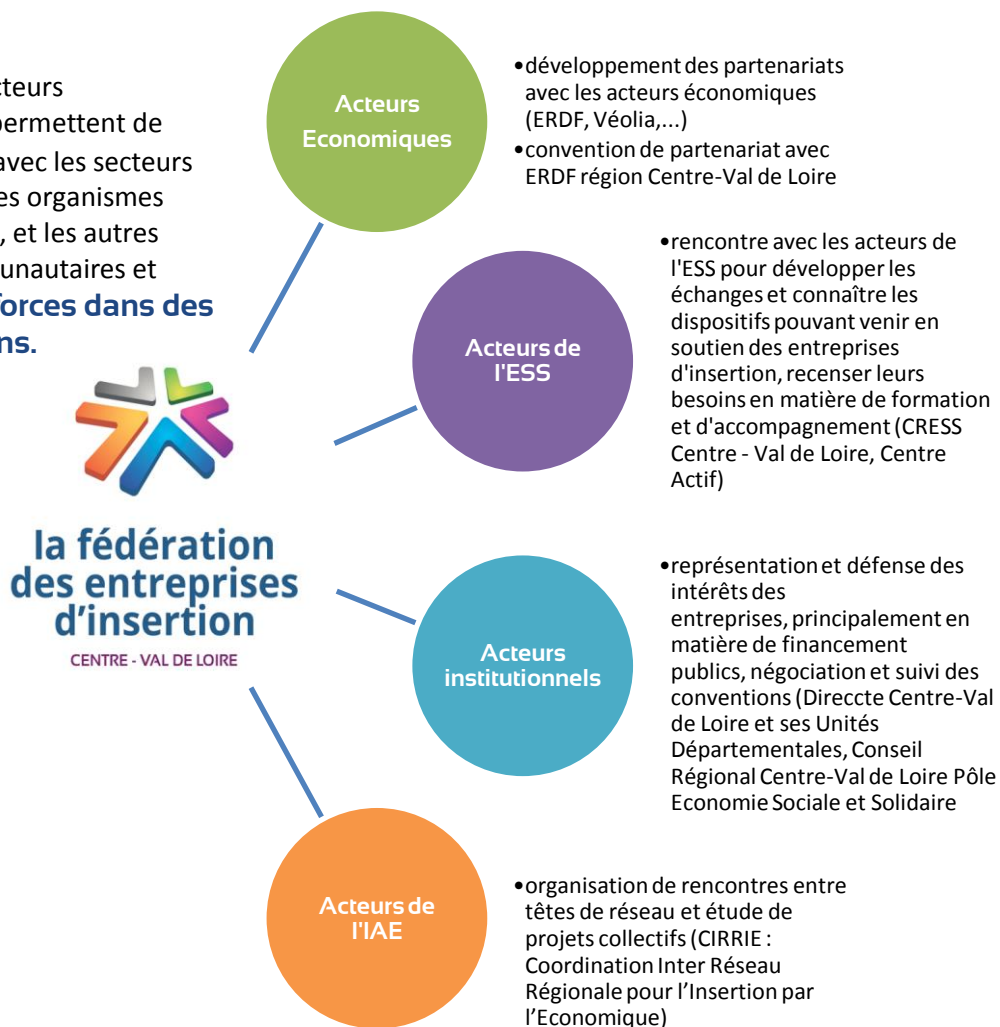 cteurs
permettent de
avec les secteurs
es organismes
, et les autres
unautaires et
forces dans des
ns.
la fédération
des entreprises
d'insertion
CENTRE - VAL DE LOIRE
Acteurs
Economiques
•développement des partenariats
avec les acteurs économiques
(ERDF, Véolia,...)
•convention de partenariat avec
ERDF région Centre-Val de Loire
Acteurs de
l'ESS
•rencontre avec les acteurs de
l'ESS pour développer les
échanges et connaître les
dispositifs pouvant venir en
soutien des entreprises
d'insertion, recenser leurs
besoins en matière de formation
et d'accompagnement (CRESS
Centre - Val de Loire, Centre
Actif)
Acteurs
institutionnels
•représentation et défense des
intérêts des
entreprises, principalement en
matière de financement
publics, négociation et suivi des
conventions (Direccte Centre-Val
de Loire et ses Unités
Départementales, Conseil
Régional Centre-Val de Loire Pôle
Economie Sociale et Solidaire
Acteurs de
l'IAE
•organisation de rencontres entre
têtes de réseau et étude de
projets collectifs (CIRRIE :
Coordination Inter Réseau
Régionale pour l’Insertion par
l’Economique)